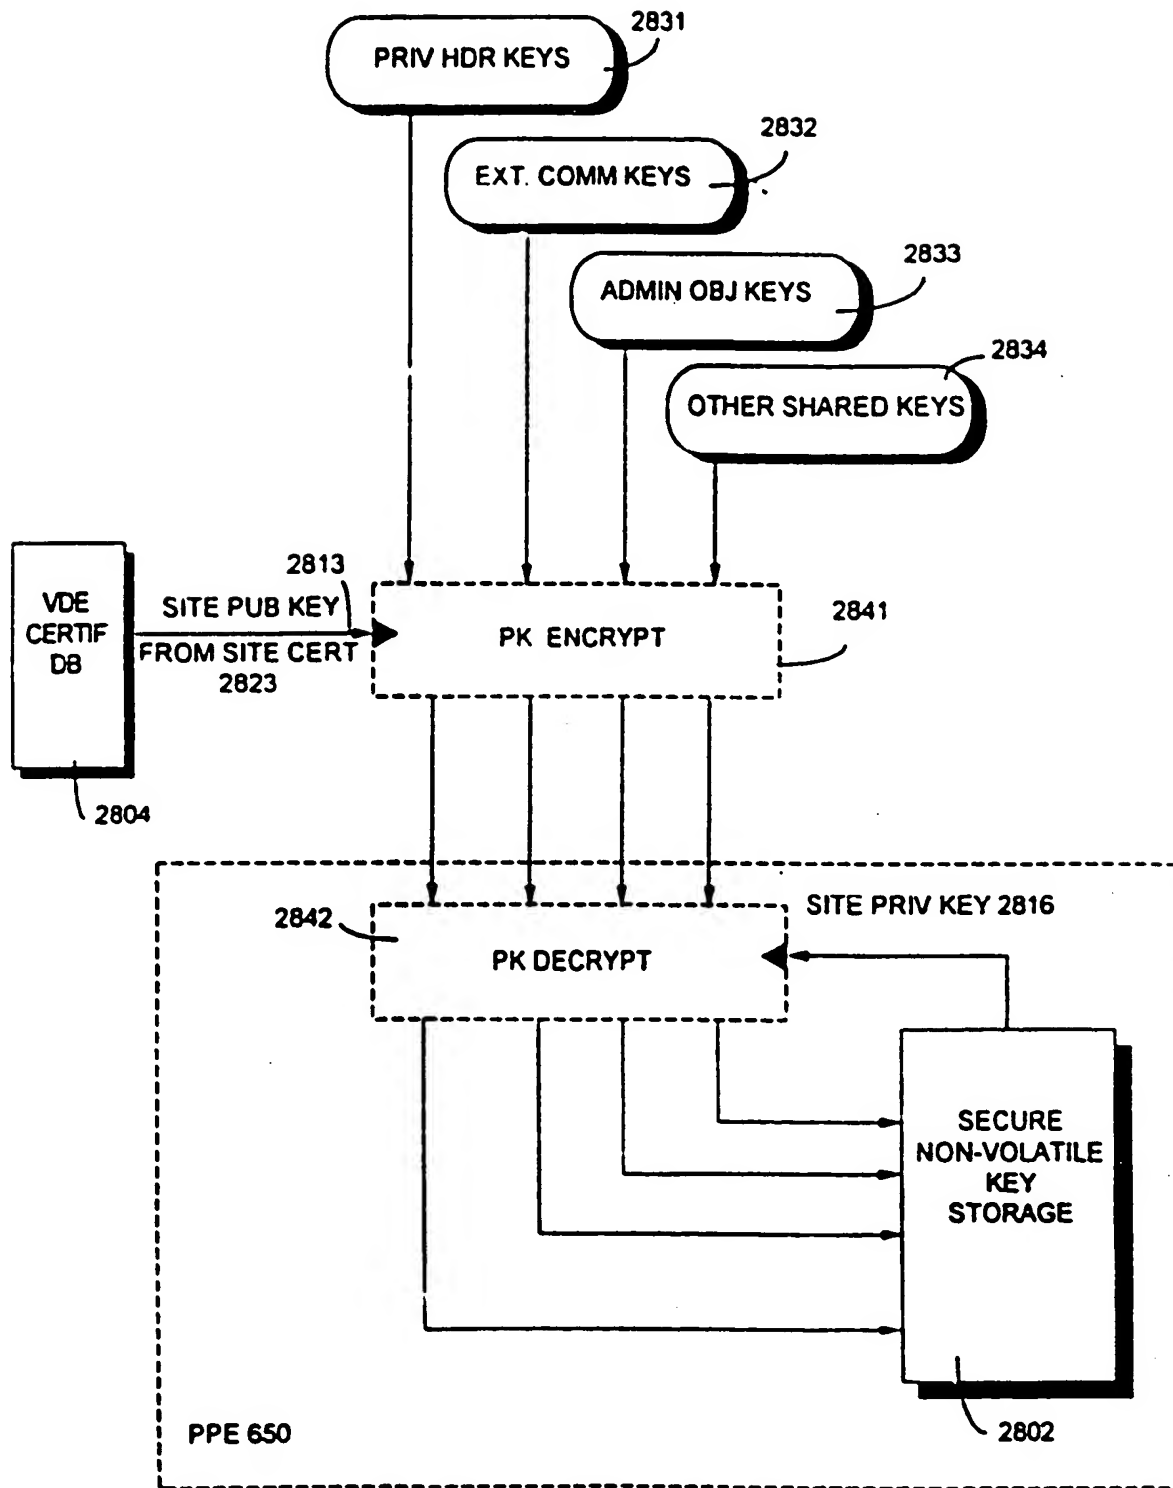 2831
PRIV HDR KEYS
2832
EXT. COMM KEYS
2833
ADMIN OBJ KEYS
2834
OTHER SHARED KEYS
VDE
CERTIF
DB
2813
SITE PUB KEY
FROM SITE CERT
2823
PK ENCRYPT
2841
2804
2842
PK DECRYPT
SITE PRIV KEY 2816
SECURE
NON-VOLATILE
KEY
STORAGE
2802
PPE 650